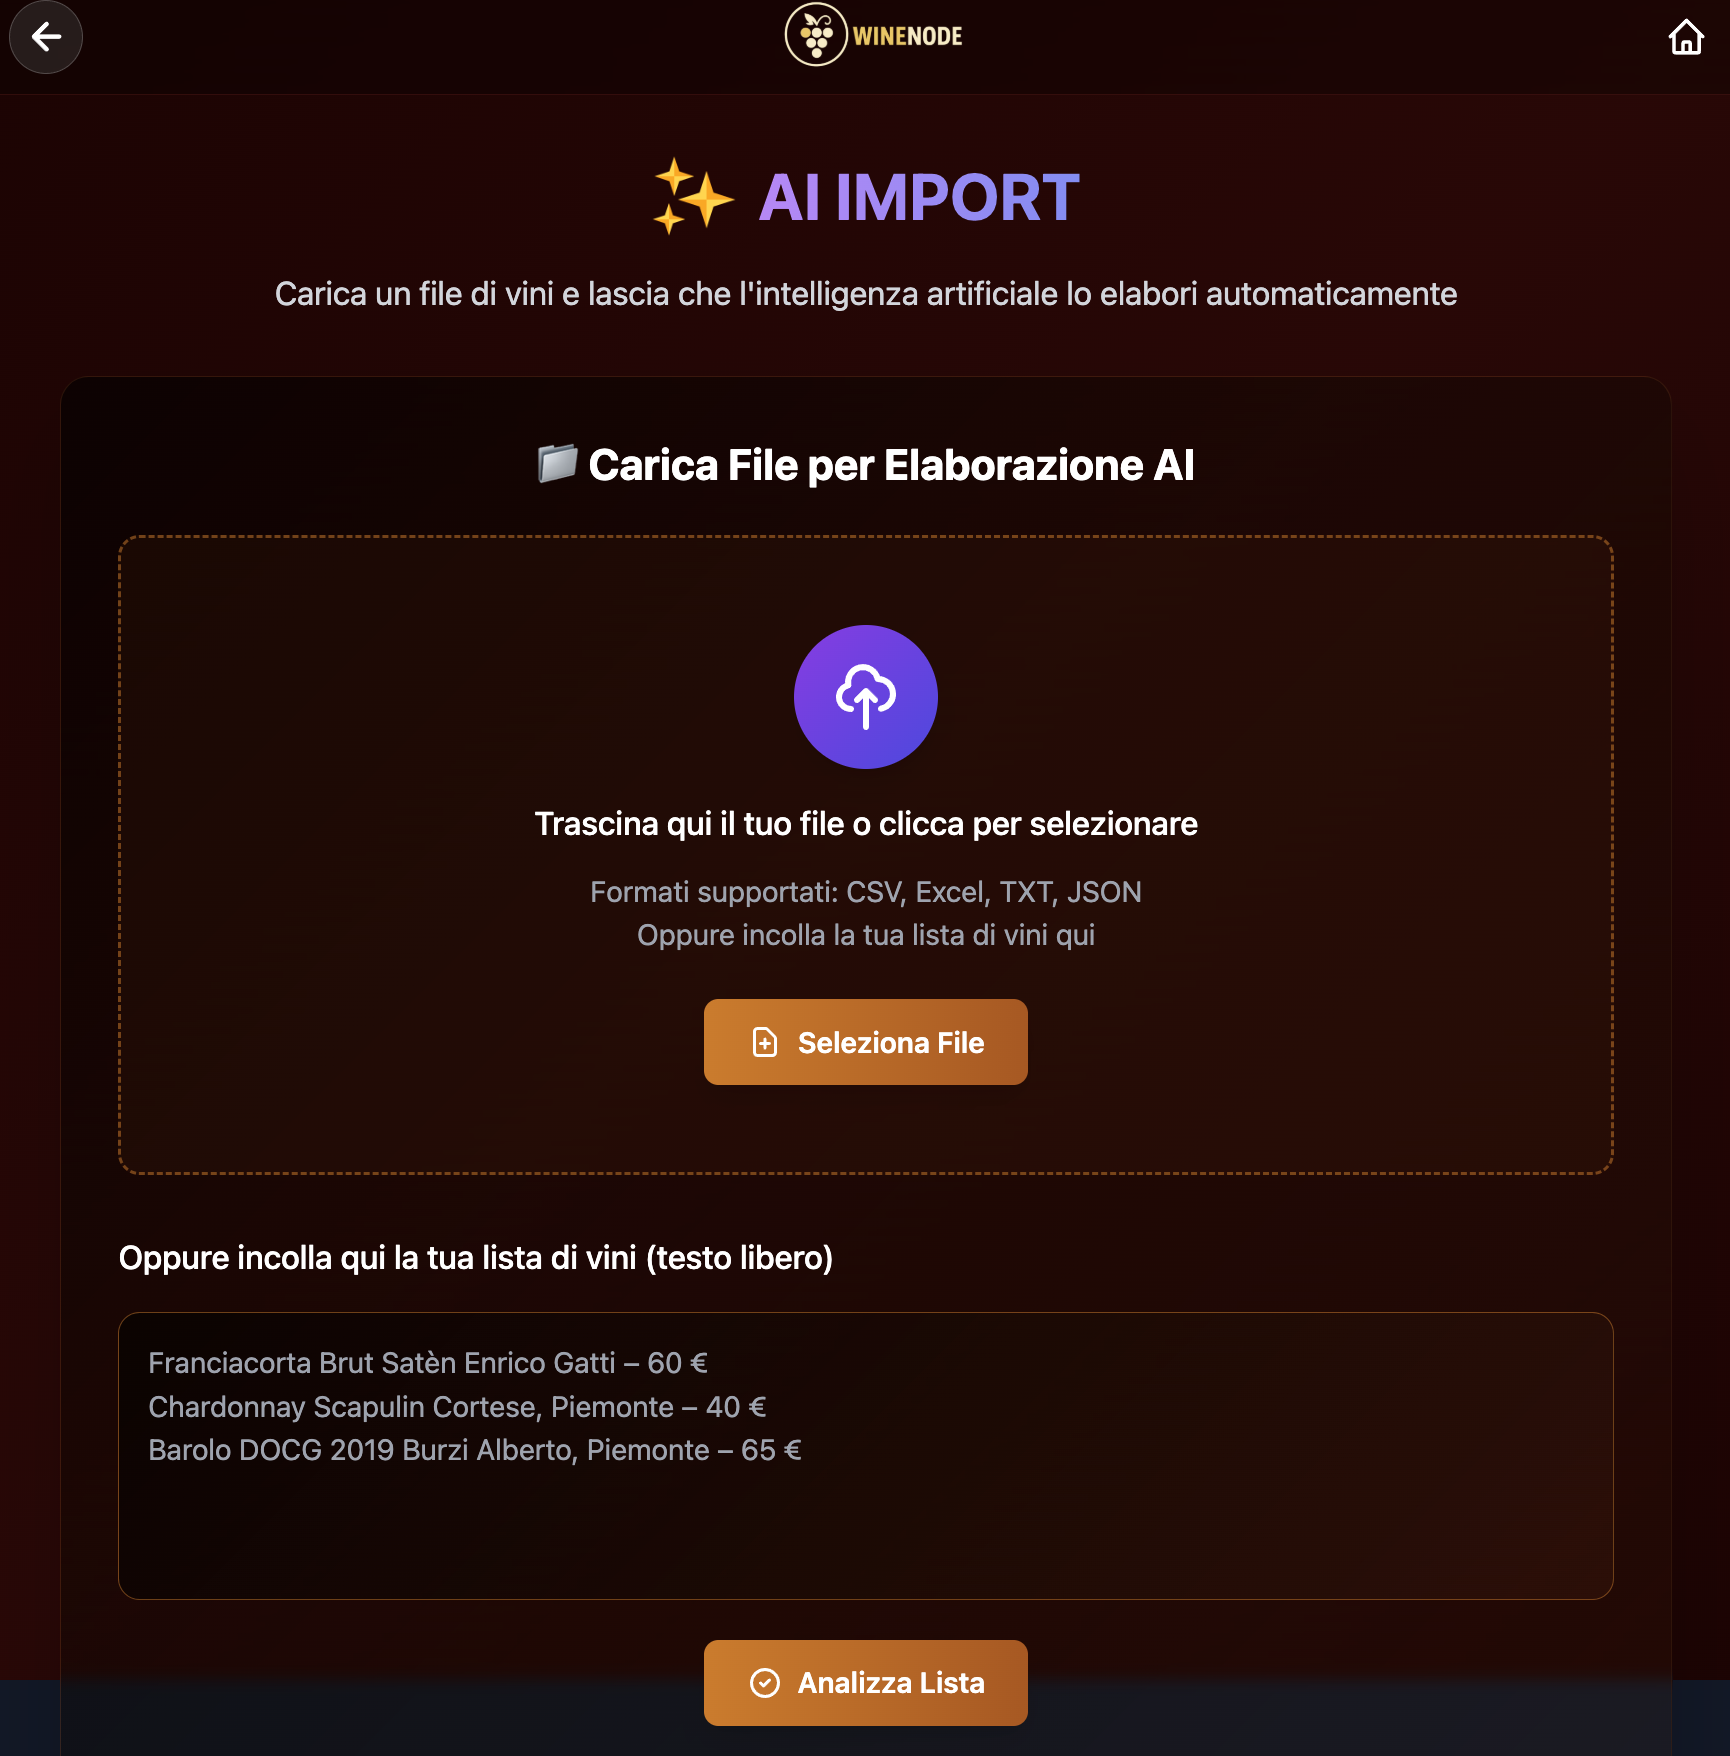 WINENODE
AI IMPORT
Carica un file di vini e lascia che l'intelligenza artificiale lo elabori automaticamente
Carica File per Elaborazione AI
Trascina qui il tuo file o clicca per selezionare
Formati supportati: CSV, Excel, TXT, JSON
Oppure incolla la tua lista di vini qui
Seleziona File
Oppure incolla qui la tua lista di vini (testo libero)
Franciacorta Brut Satèn Enrico Gatti – 60 €
Chardonnay Scapulin Cortese, Piemonte – 40 €
Barolo DOCG 2019 Burzi Alberto, Piemonte – 65 €
Analizza Lista